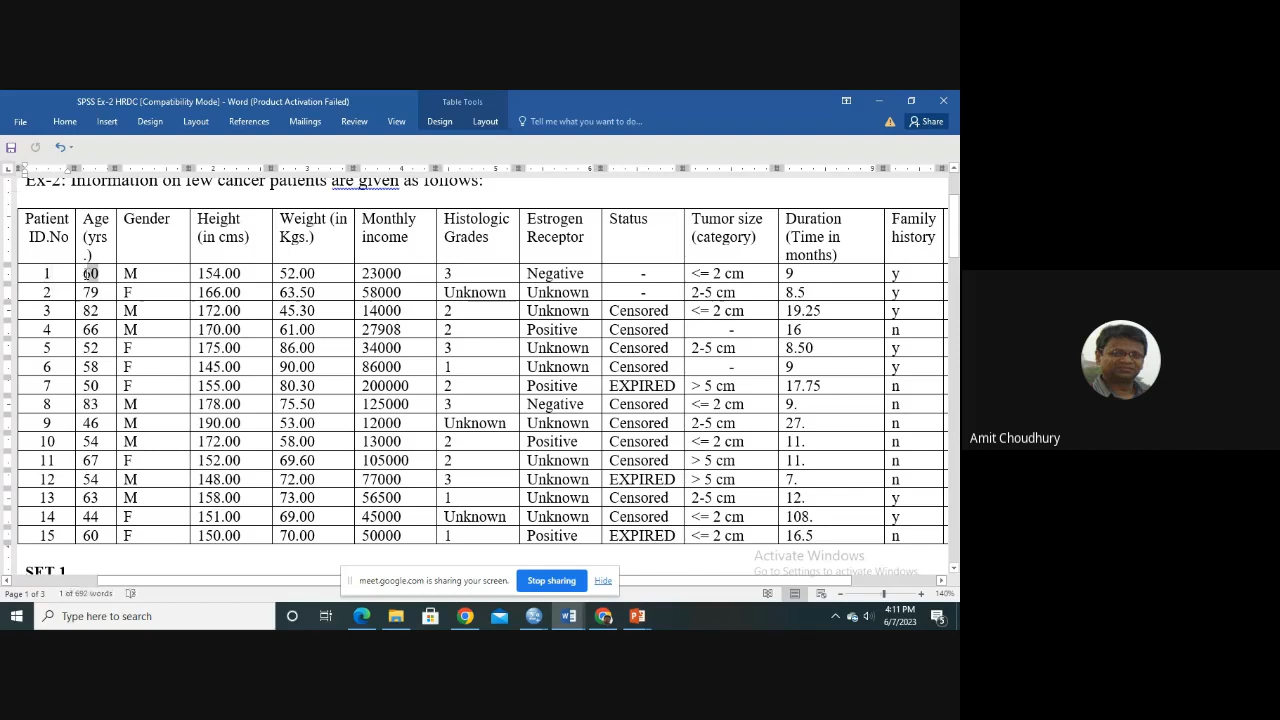 SPSS Ex-2 HRDC [Compatibility Mode] - Word (Product Activation Failed)
Table Tools
File Home Insert Design Layout References Mailings Review View Design Layout Tell me what you want to do... Share
Ex-2: Information on few cancer patients are given as follows:
Patient ID.No Age (yrs .) Gender Height (in cms) Weight (in Kgs.) Monthly income Histologic Grades Estrogen Receptor Status Tumor size (category) Duration (Time in months) Family history
1 60 M 154.00 52.00 23000 3 Negative - <= 2 cm 9 y
2 79 F 166.00 63.50 58000 Unknown Unknown - 2-5 cm 8.5 y
3 82 M 172.00 45.30 14000 2 Unknown Censored <= 2 cm 19.25 y
4 66 M 170.00 61.00 27908 2 Positive Censored - 16 n
5 52 F 175.00 86.00 34000 3 Unknown Censored 2-5 cm 8.50 y
6 58 F 145.00 90.00 86000 1 Unknown Censored - 9 y
7 50 F 155.00 80.30 200000 2 Positive EXPIRED > 5 cm 17.75 n
8 83 M 178.00 75.50 125000 3 Negative Censored <= 2 cm 9. n
9 46 M 190.00 53.00 12000 Unknown Unknown Censored 2-5 cm 27. n
10 54 M 172.00 58.00 13000 2 Positive Censored <= 2 cm 11. n
11 67 F 152.00 69.60 105000 2 Unknown Censored > 5 cm 11. n
12 54 M 148.00 72.00 77000 3 Unknown EXPIRED > 5 cm 7. n
13 63 M 158.00 73.00 56500 1 Unknown Censored 2-5 cm 12. y
14 44 F 151.00 69.00 45000 Unknown Unknown Censored <= 2 cm 108. y
15 60 F 150.00 70.00 50000 1 Positive EXPIRED <= 2 cm 16.5 n
SET 1
Activate Windows
Go to Settings to activate Windows.
meet.google.com is sharing your screen. Stop sharing Hide
Page 1 of 3 1 of 692 words 140%
Type here to search
4:11 PM
6/7/2023
Amit Choudhury